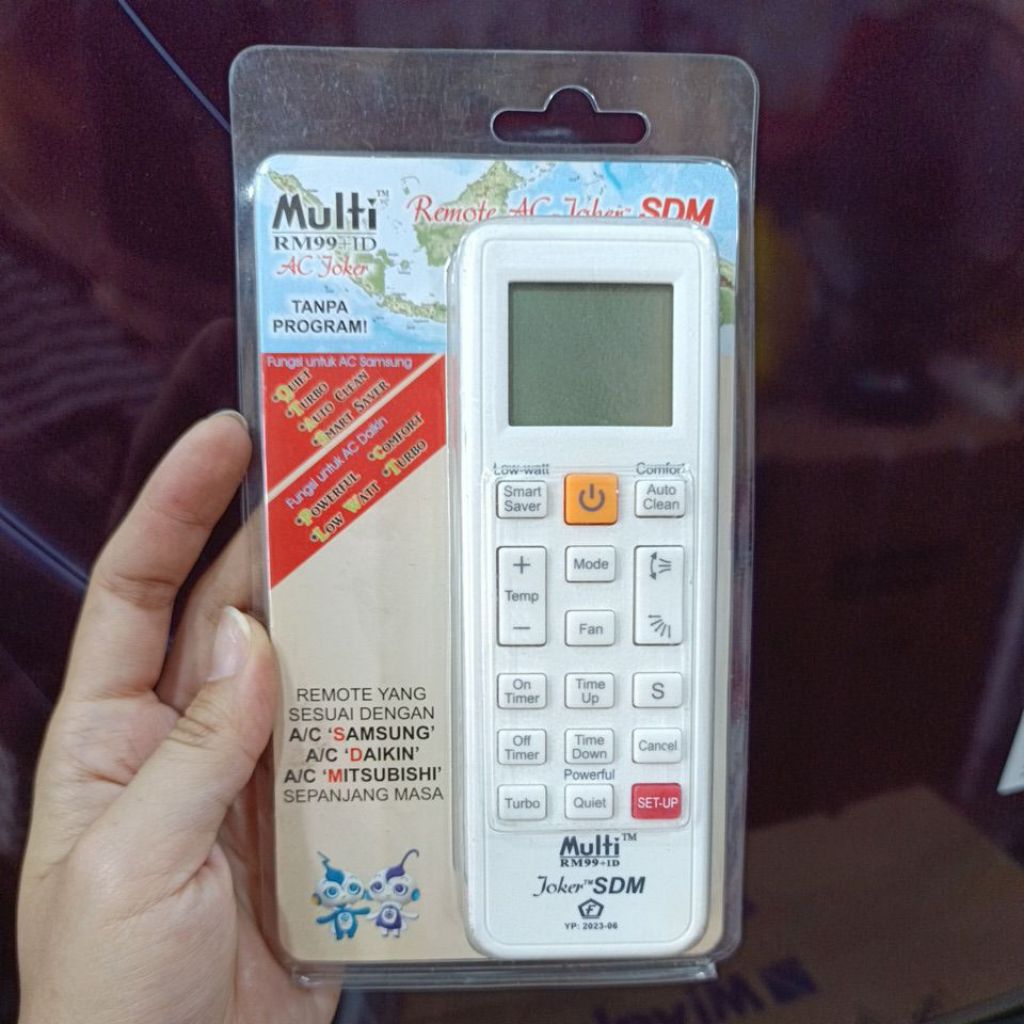 Multi™
RM99+ID
AC Joker
Remote AC Joker™ SDM
TANPA
PROGRAM!
Fungsi untuk AC Samsung
•QUIET
•TURBO
•AUTO CLEAN
•SMART SAVER
Fungsi untuk AC Daikin
•POWERFUL •COMFORT
•LOW WATT •TURBO
REMOTE YANG
SESUAI DENGAN
A/C ‘SAMSUNG’
A/C ‘DAIKIN’
A/C ‘MITSUBISHI’
SEPANJANG MASA
Low-watt
Comfort
Smart
Saver
Auto
Clean
+
Temp
−
Mode
Fan
On
Timer
Time
Up
S
Off
Timer
Time
Down
Cancel
Powerful
Turbo
Quiet
SET-UP
Multi™
RM99+ID
Joker™SDM
F
YP: 2023-06